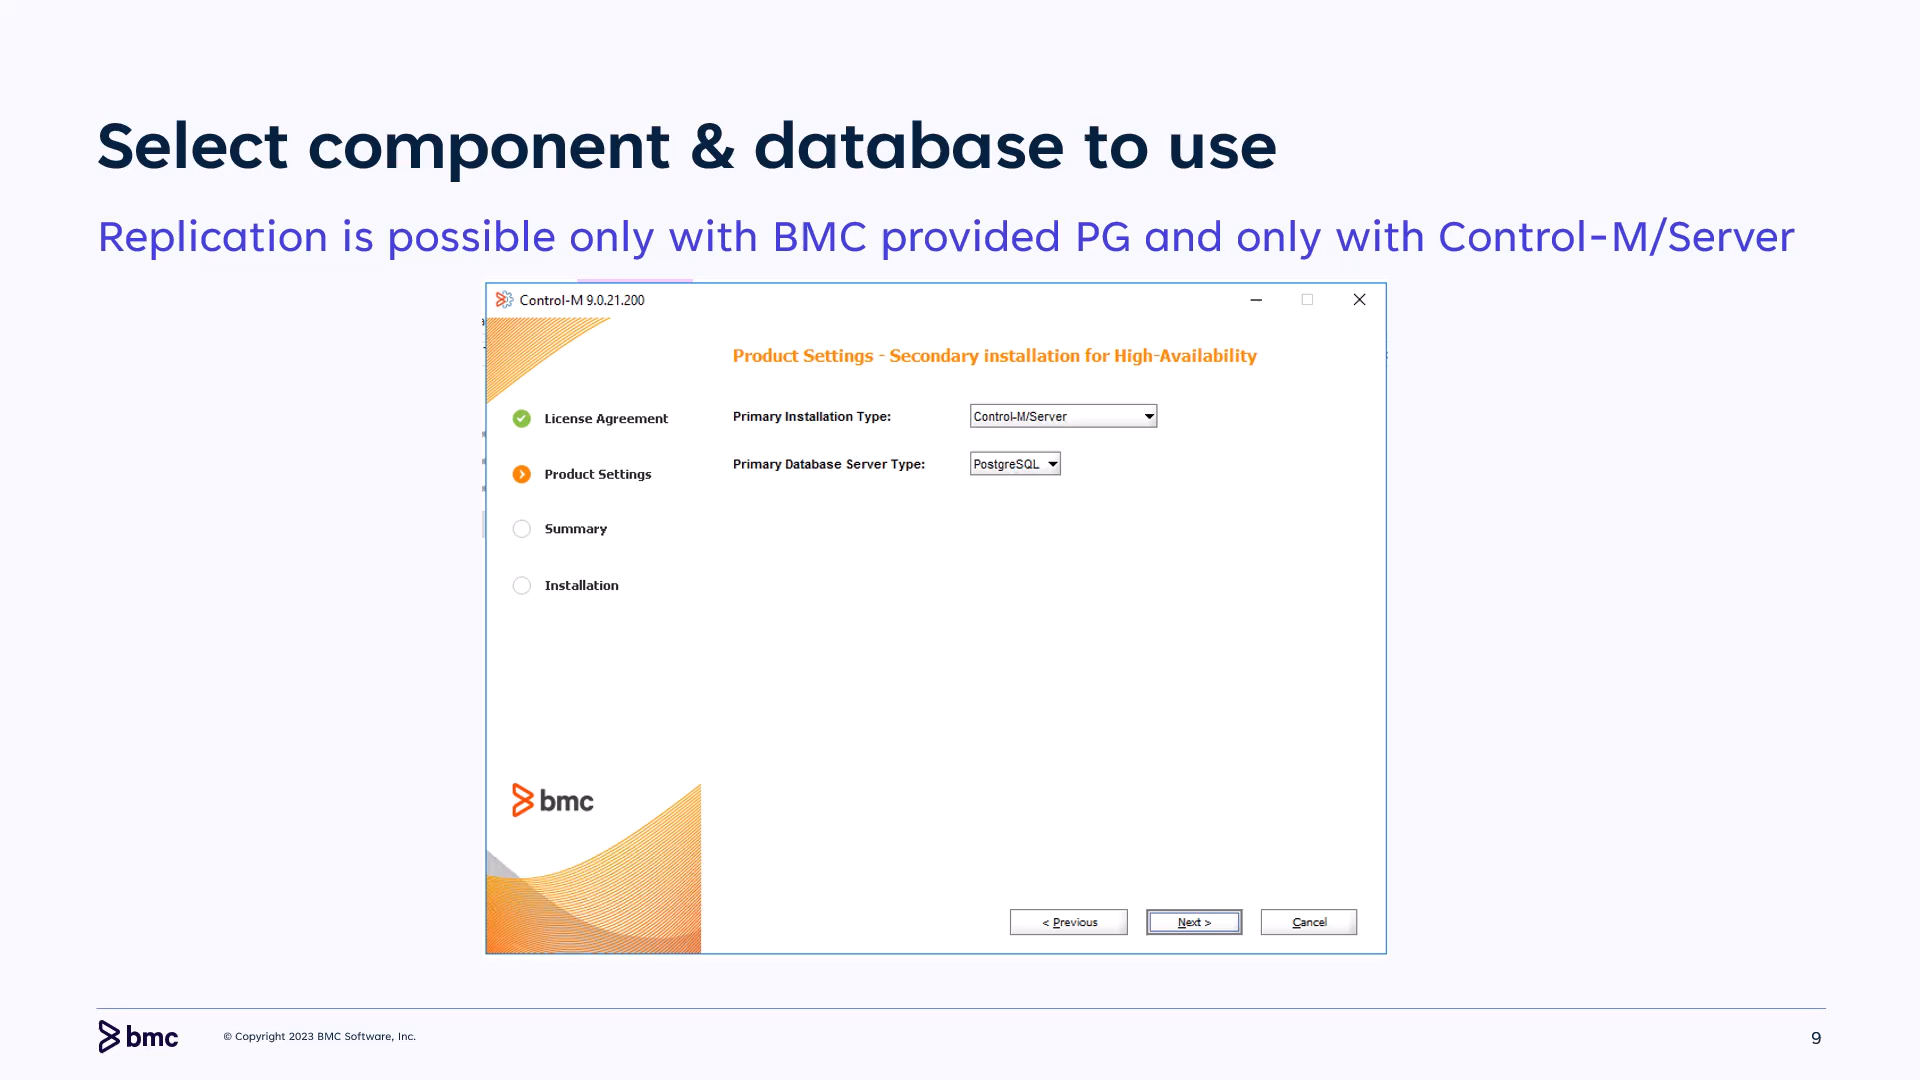 Select component & database to use
Replication is possible only with BMC provided PG and only with Control-M/Server
Control-M 9.0.21.200
Product Settings - Secondary installation for High-Availability
License Agreement
Primary Installation Type:
Control-M/Server
Product Settings
Primary Database Server Type:
PostgreSQL
Summary
Installation
bmc
< Previous
Next >
Cancel
bmc
© Copyright 2023 BMC Software, Inc.
9